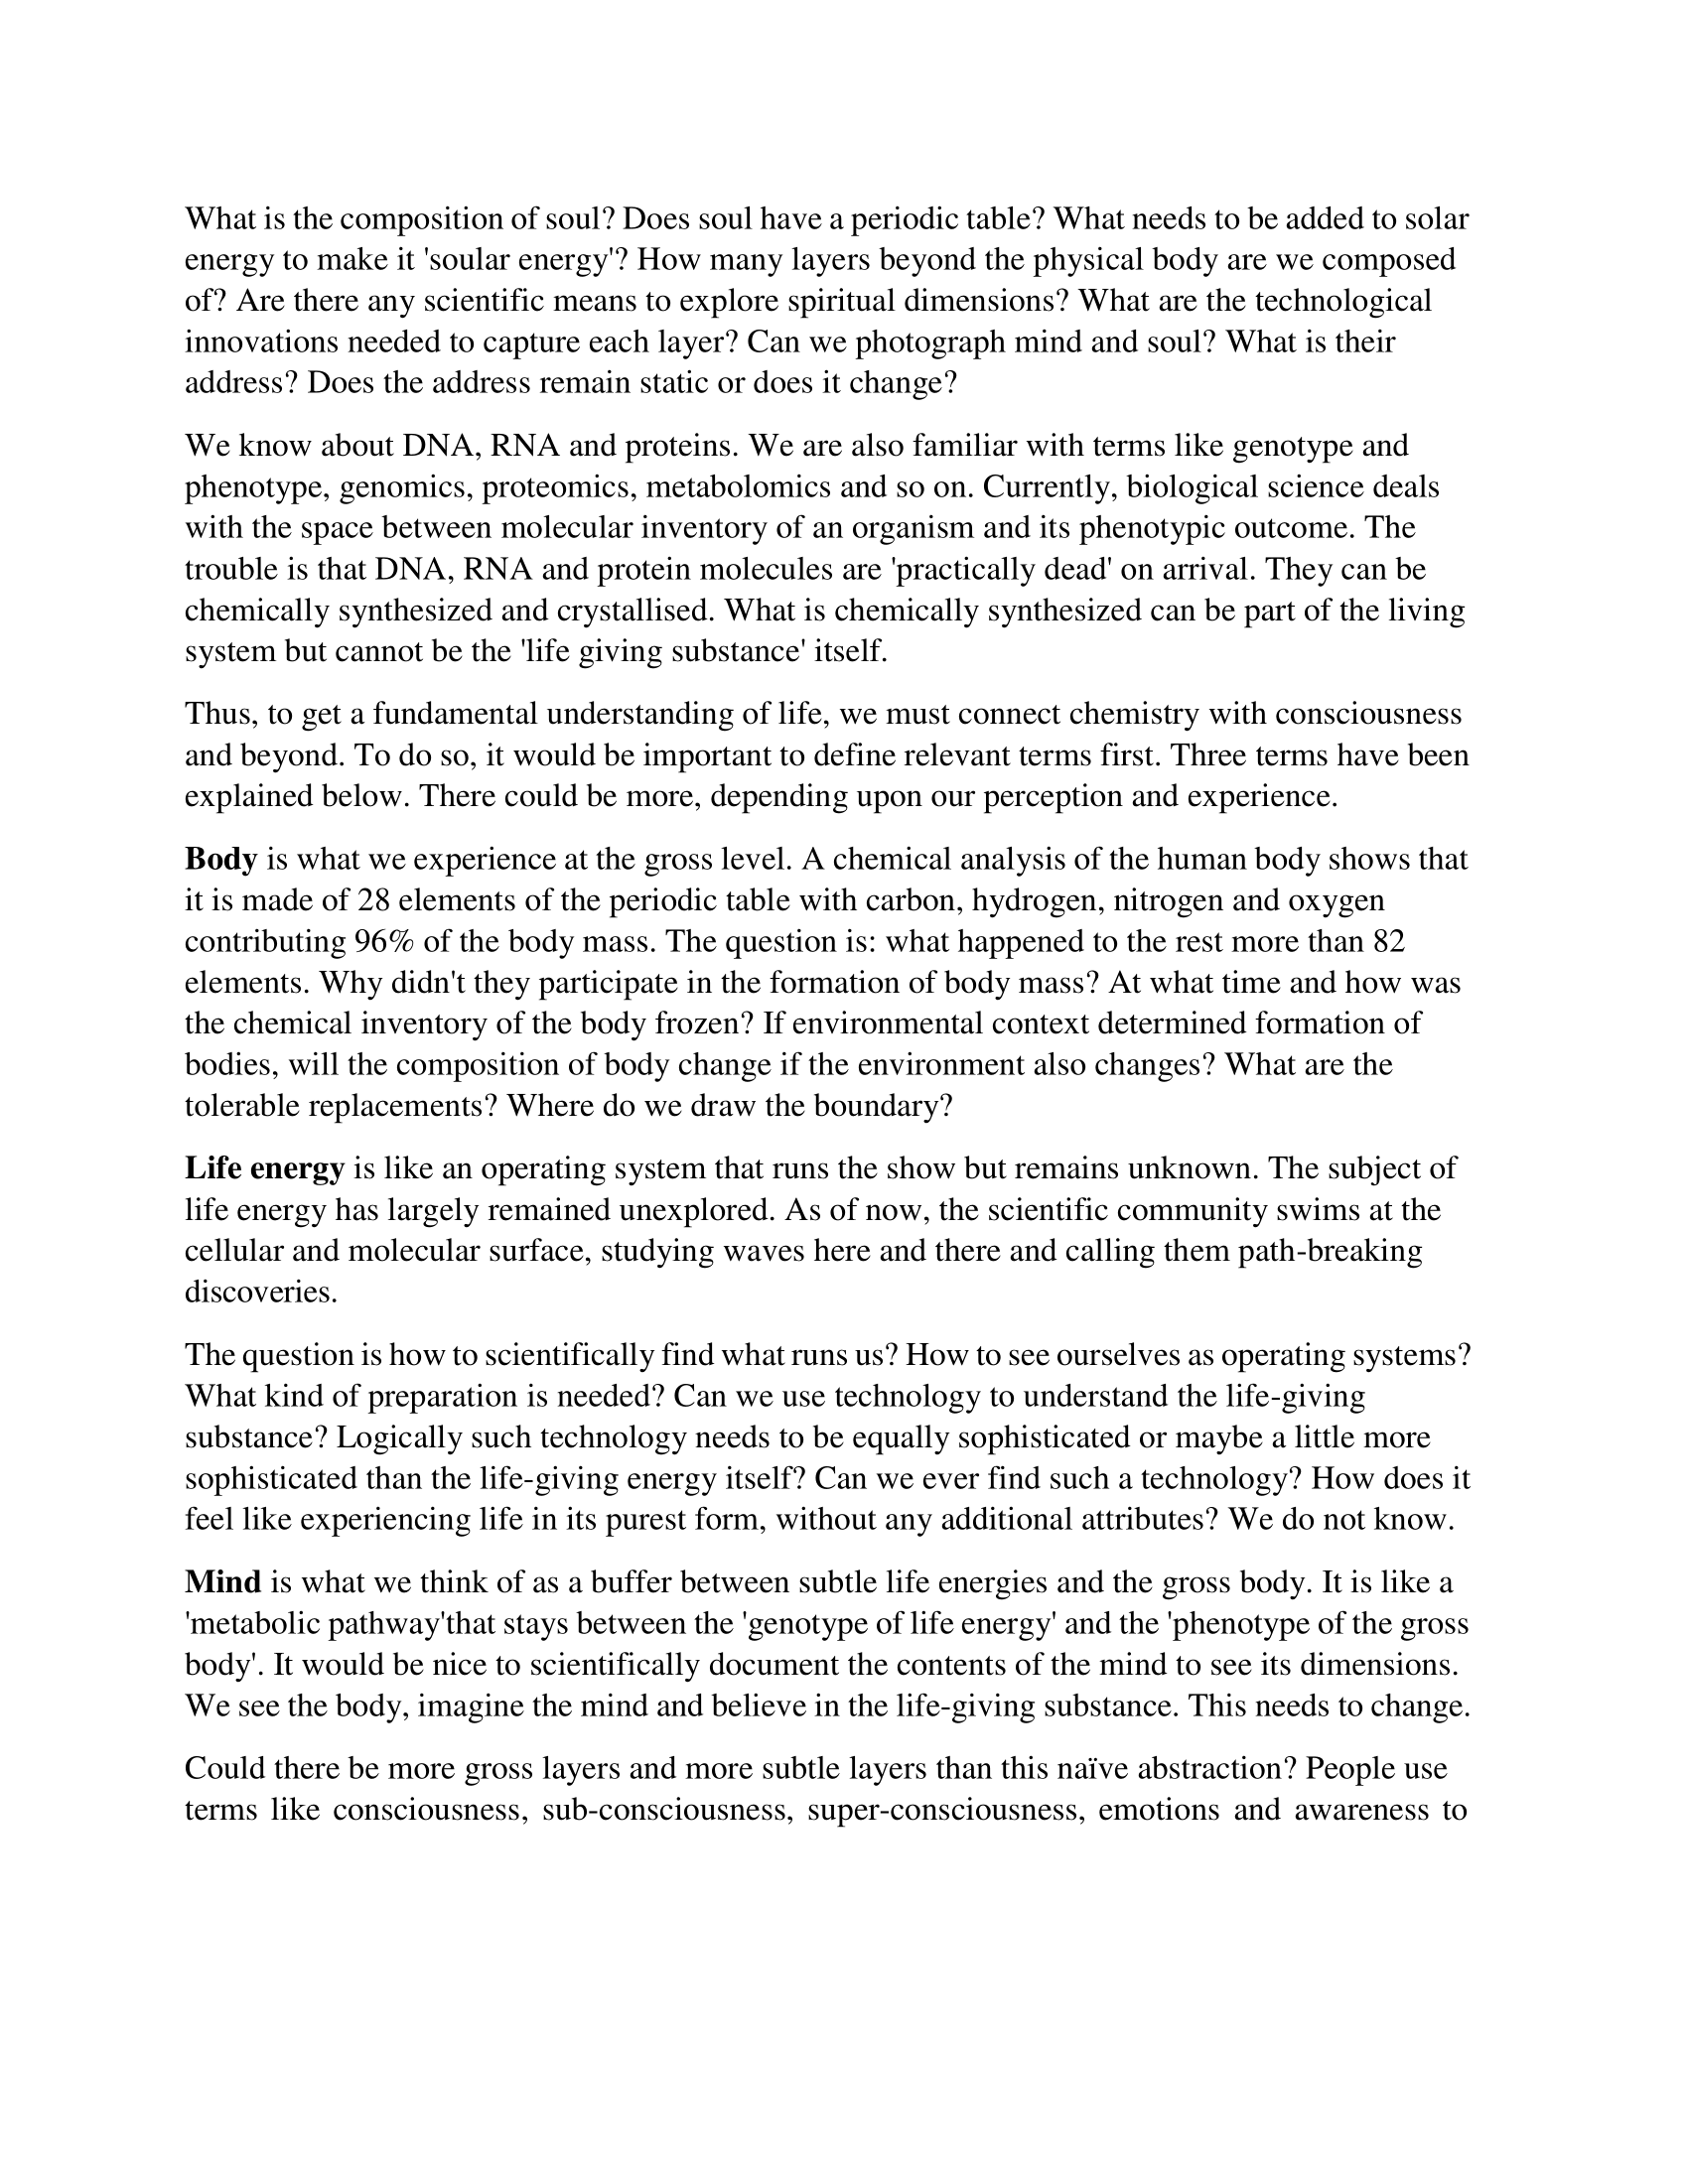 What is the composition of soul? Does soul have a periodic table? What needs to be added to solar
energy to make it 'soular energy'? How many layers beyond the physical body are we composed
of? Are there any scientific means to explore spiritual dimensions? What are the technological
innovations needed to capture each layer? Can we photograph mind and soul? What is their
address? Does the address remain static or does it change?
We know about DNA, RNA and proteins. We are also familiar with terms like genotype and
phenotype, genomics, proteomics, metabolomics and so on. Currently, biological science deals
with the space between molecular inventory of an organism and its phenotypic outcome. The
trouble is that DNA, RNA and protein molecules are 'practically dead' on arrival. They can be
chemically synthesized and crystallised. What is chemically synthesized can be part of the living
system but cannot be the 'life giving substance' itself.
Thus, to get a fundamental understanding of life, we must connect chemistry with consciousness
and beyond. To do so, it would be important to define relevant terms first. Three terms have been
explained below. There could be more, depending upon our perception and experience.
Body is what we experience at the gross level. A chemical analysis of the human body shows that
it is made of 28 elements of the periodic table with carbon, hydrogen, nitrogen and oxygen
contributing 96% of the body mass. The question is: what happened to the rest more than 82
elements. Why didn't they participate in the formation of body mass? At what time and how was
the chemical inventory of the body frozen? If environmental context determined formation of
bodies, will the composition of body change if the environment also changes? What are the
tolerable replacements? Where do we draw the boundary?
Life energy is like an operating system that runs the show but remains unknown. The subject of
life energy has largely remained unexplored. As of now, the scientific community swims at the
cellular and molecular surface, studying waves here and there and calling them path-breaking
discoveries.
The question is how to scientifically find what runs us? How to see ourselves as operating systems?
What kind of preparation is needed? Can we use technology to understand the life-giving
substance? Logically such technology needs to be equally sophisticated or maybe a little more
sophisticated than the life-giving energy itself? Can we ever find such a technology? How does it
feel like experiencing life in its purest form, without any additional attributes? We do not know.
Mind is what we think of as a buffer between subtle life energies and the gross body. It is like a
'metabolic pathway'that stays between the 'genotype of life energy' and the 'phenotype of the gross
body'. It would be nice to scientifically document the contents of the mind to see its dimensions.
We see the body, imagine the mind and believe in the life-giving substance. This needs to change.
Could there be more gross layers and more subtle layers than this naïve abstraction? People use
terms like consciousness, sub-consciousness, super-consciousness, emotions and awareness to